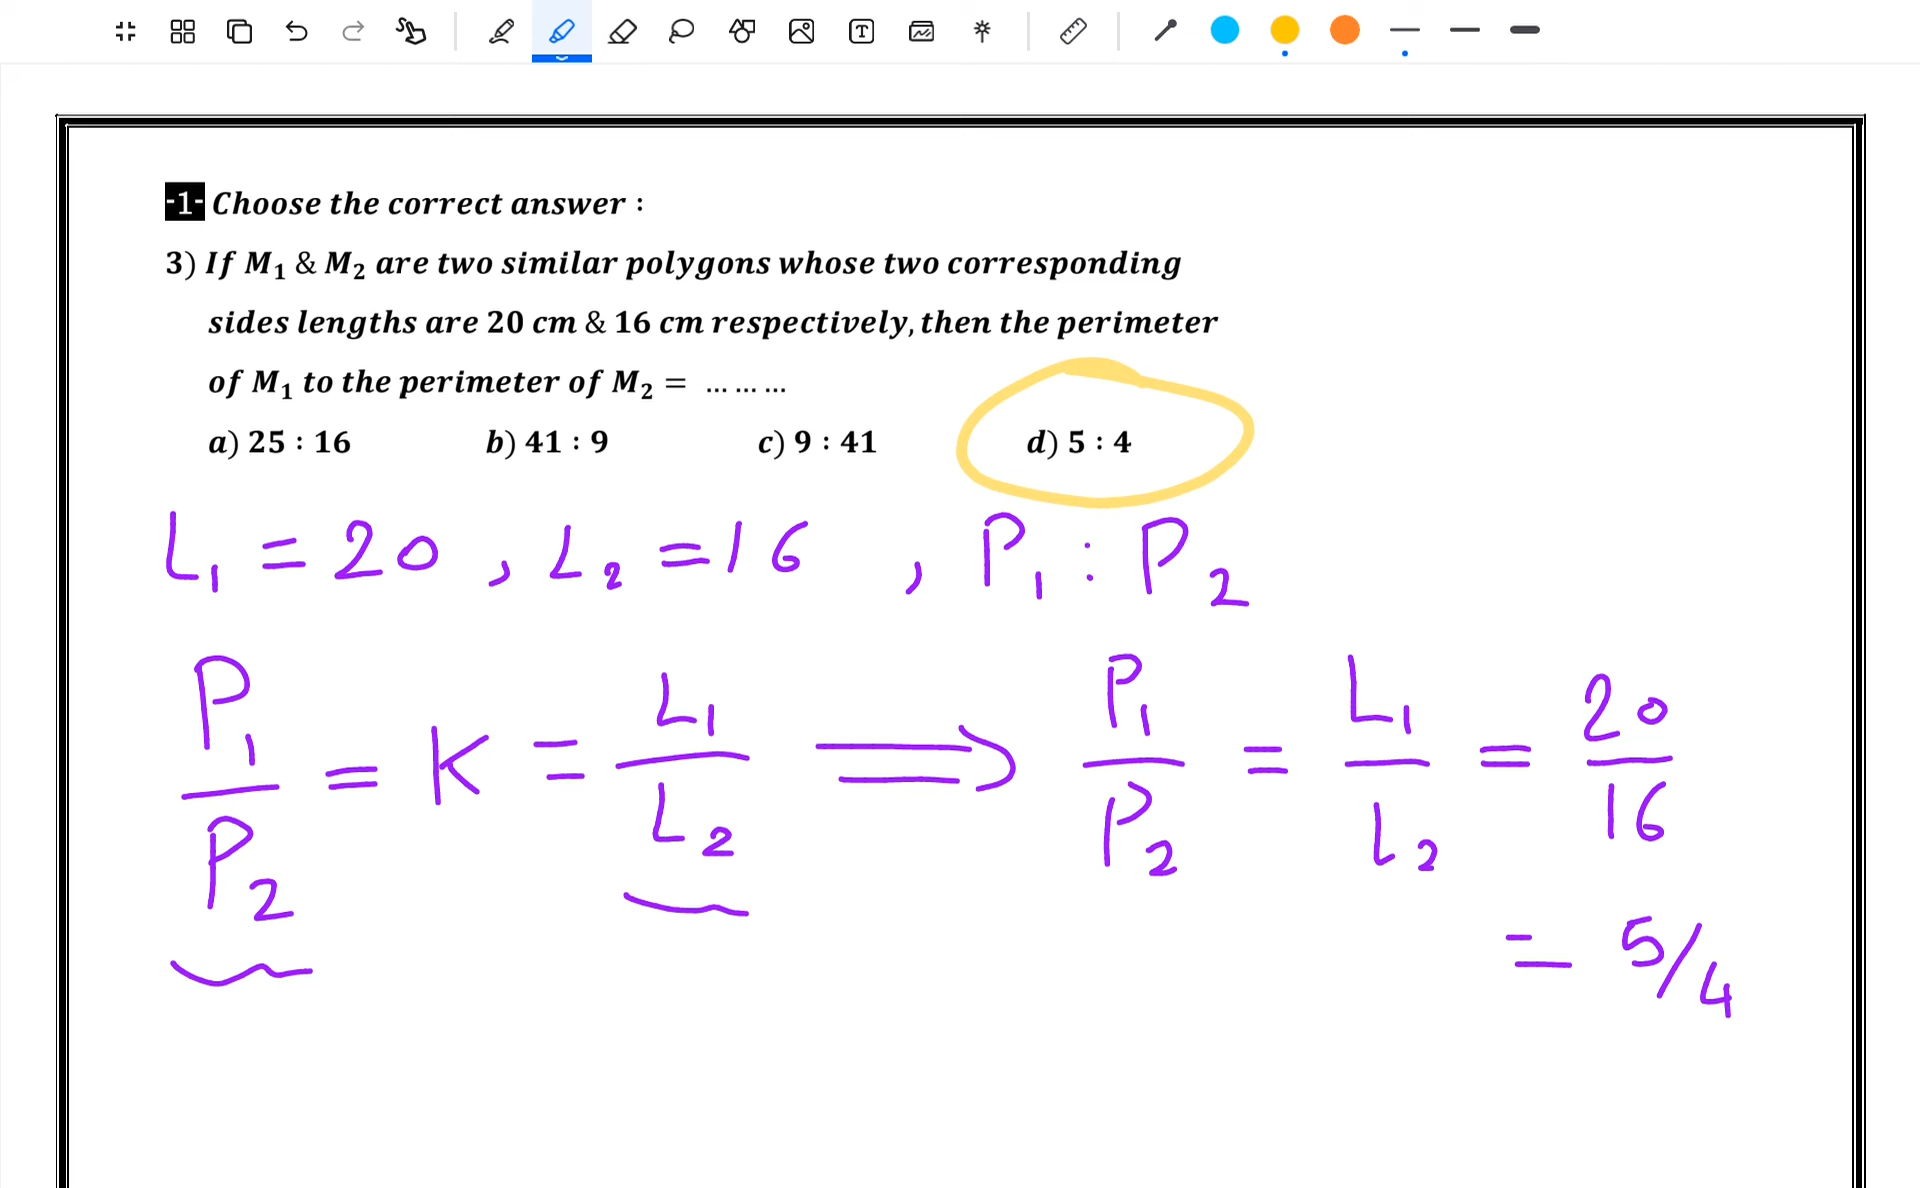 -1- Choose the correct answer :
3) If M₁ & M₂ are two similar polygons whose two corresponding
sides lengths are 20 cm & 16 cm respectively, then the perimeter
of M₁ to the perimeter of M₂ = ... ... ...
a) 25 : 16 b) 41 : 9 c) 9 : 41 d) 5 : 4
L₁ = 20 , L₂ = 16 , P₁ : P₂
P₁/P₂ = K = L₁/L₂ ⟹ P₁/P₂ = L₁/L₂ = 20/16
= 5/4